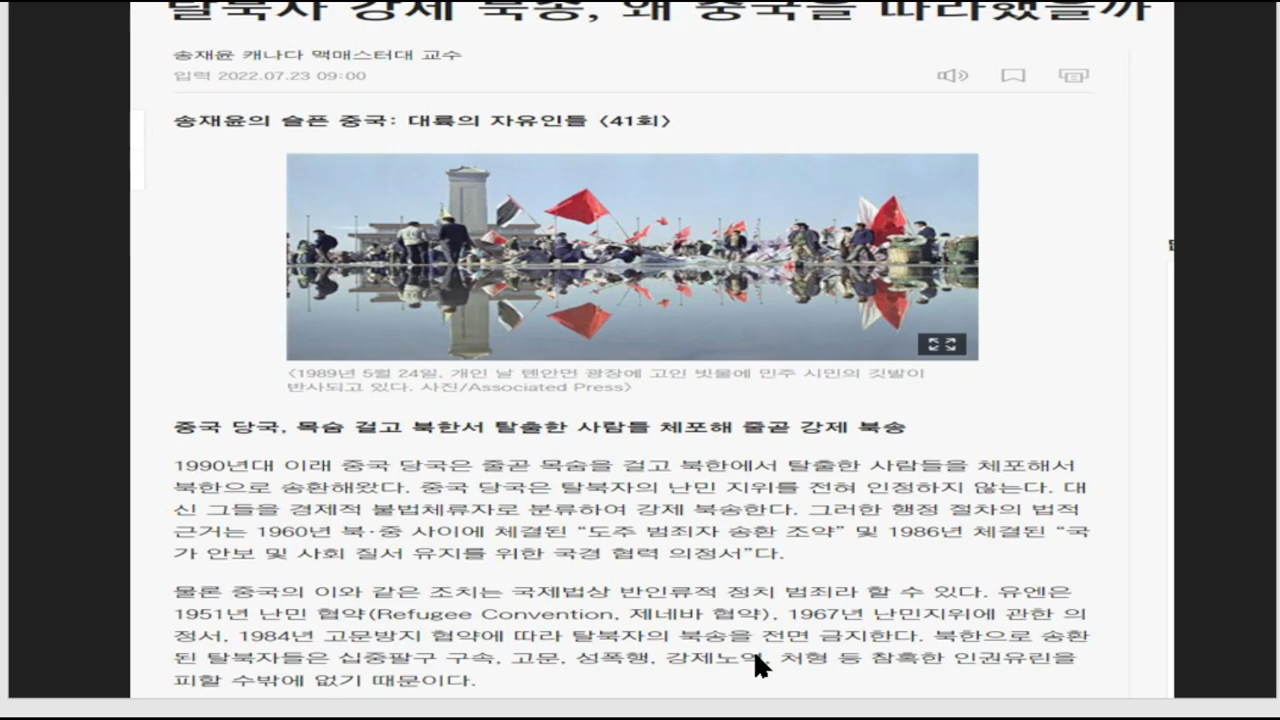 탈북자 강제 북송, 왜 중국을 따라했을까
송재윤 캐나다 맥매스터대 교수
입력 2022.07.23 09:00
송재윤의 슬픈 중국: 대륙의 자유인들 <41회>
<1989년 5월 24일, 개인 날 톈안먼 광장에 고인 빗물에 민주 시민의 깃발이
반사되고 있다. 사진/Associated Press>
중국 당국, 목숨 걸고 북한서 탈출한 사람들 체포해 줄곧 강제 북송
1990년대 이래 중국 당국은 줄곧 목숨을 걸고 북한에서 탈출한 사람들을 체포해서
북한으로 송환해왔다. 중국 당국은 탈북자의 난민 지위를 전혀 인정하지 않는다. 대
신 그들을 경제적 불법체류자로 분류하여 강제 북송한다. 그러한 행정 절차의 법적
근거는 1960년 북·중 사이에 체결된 “도주 범죄자 송환 조약” 및 1986년 체결된 “국
가 안보 및 사회 질서 유지를 위한 국경 협력 의정서”다.
물론 중국의 이와 같은 조치는 국제법상 반인류적 정치 범죄라 할 수 있다. 유엔은
1951년 난민 협약(Refugee Convention, 제네바 협약), 1967년 난민지위에 관한 의
정서, 1984년 고문방지 협약에 따라 탈북자의 북송을 전면 금지한다. 북한으로 송환
된 탈북자들은 십중팔구 구속, 고문, 성폭행, 강제노역, 처형 등 참혹한 인권유린을
피할 수밖에 없기 때문이다.